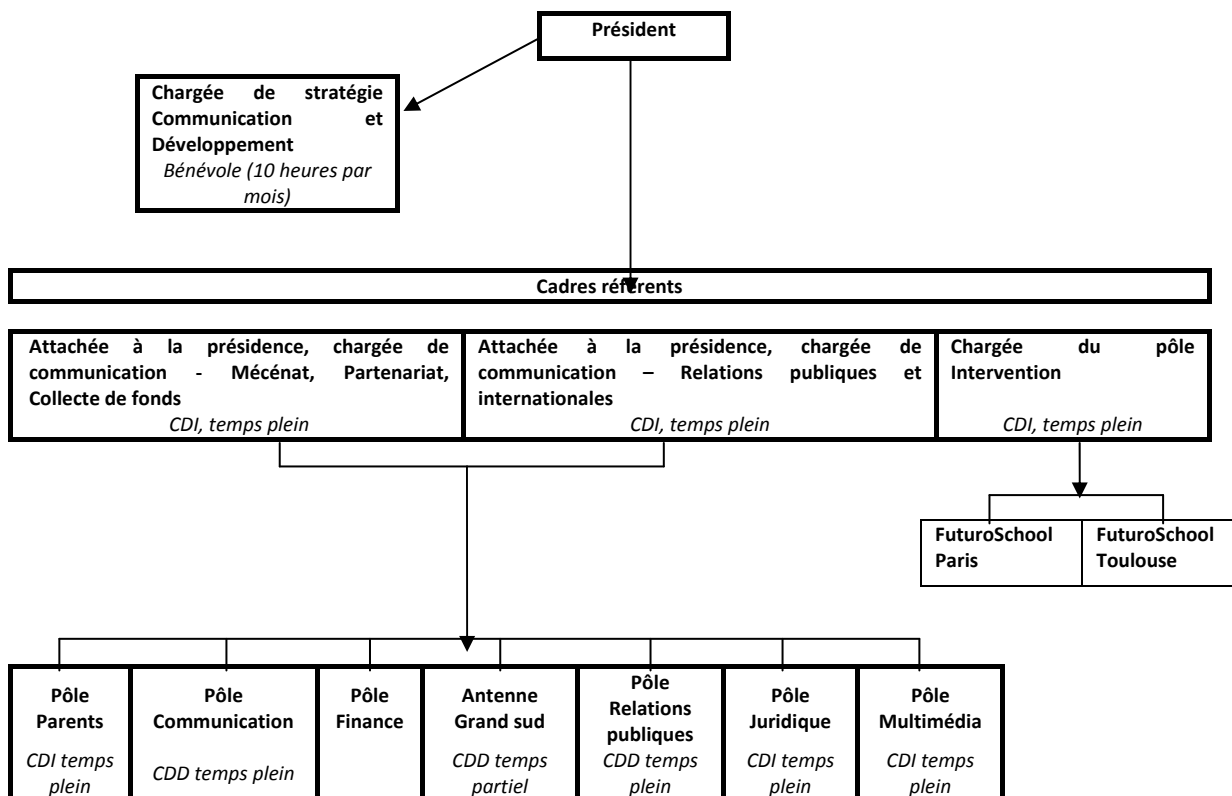 Président
Chargée de stratégie
Communication et
Développement
Bénévole (10 heures par
mois)
Cadres référents
Attachée à la présidence, chargée de
communication - Mécénat, Partenariat,
Collecte de fonds
CDI, temps plein
Attachée à la présidence, chargée de
communication – Relations publiques et
internationales
CDI, temps plein
Chargée du pôle
Intervention
CDI, temps plein
FuturoSchool
Paris
FuturoSchool
Toulouse
Pôle
Parents
CDI temps
plein
Pôle
Communication
CDD temps plein
Pôle
Finance
Antenne
Grand sud
CDD temps
partiel
Pôle
Relations
publiques
CDD temps
plein
Pôle
Juridique
CDI temps
plein
Pôle
Multimédia
CDI temps
plein